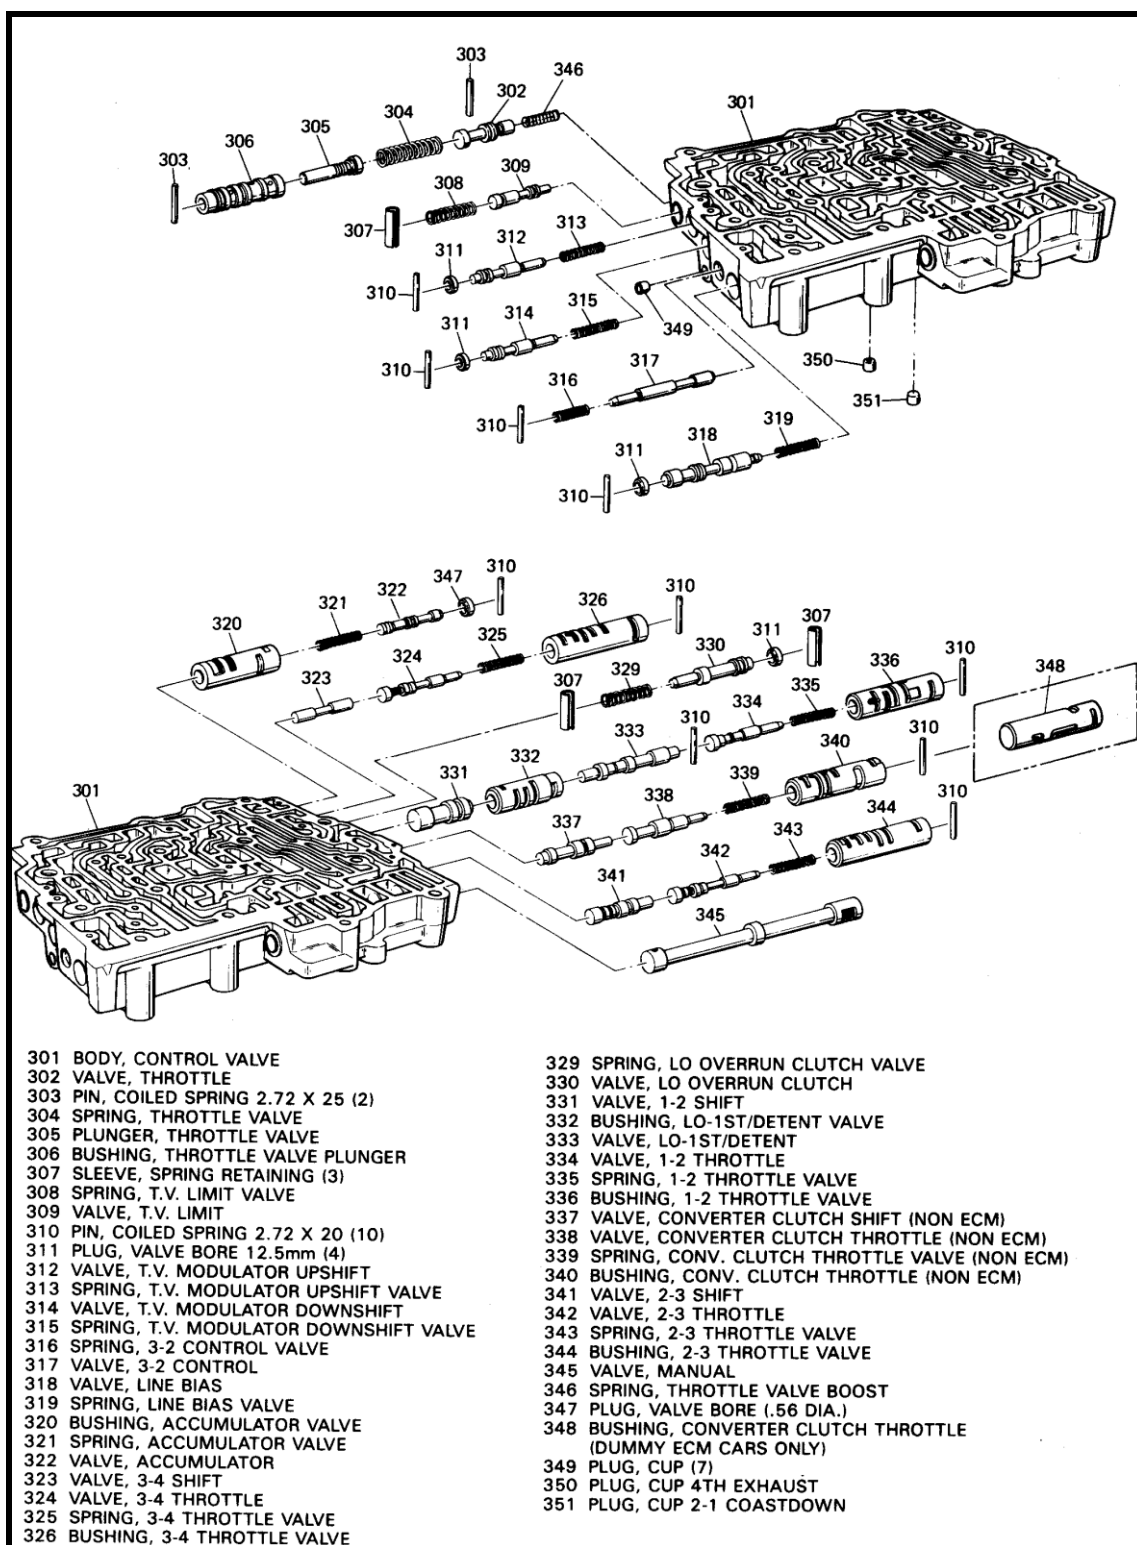 303
302
346
301
304
305
306
303
309
308
307
313
312
311
310
349
315
314
311
310
350
351
317
316
310
319
318
311
310
310
347
322
321
320
310
326
325
324
323
307
311
330
329
307
310
336
335
334
310
333
332
331
348
310
340
339
338
337
310
344
343
342
341
345
301
301 BODY, CONTROL VALVE
302 VALVE, THROTTLE
303 PIN, COILED SPRING 2.72 X 25 (2)
304 SPRING, THROTTLE VALVE
305 PLUNGER, THROTTLE VALVE
306 BUSHING, THROTTLE VALVE PLUNGER
307 SLEEVE, SPRING RETAINING (3)
308 SPRING, T.V. LIMIT VALVE
309 VALVE, T.V. LIMIT
310 PIN, COILED SPRING 2.72 X 20 (10)
311 PLUG, VALVE BORE 12.5mm (4)
312 VALVE, T.V. MODULATOR UPSHIFT
313 SPRING, T.V. MODULATOR UPSHIFT VALVE
314 VALVE, T.V. MODULATOR DOWNSHIFT
315 SPRING, T.V. MODULATOR DOWNSHIFT VALVE
316 SPRING, 3-2 CONTROL VALVE
317 VALVE, 3-2 CONTROL
318 VALVE, LINE BIAS
319 SPRING, LINE BIAS VALVE
320 BUSHING, ACCUMULATOR VALVE
321 SPRING, ACCUMULATOR VALVE
322 VALVE, ACCUMULATOR
323 VALVE, 3-4 SHIFT
324 VALVE, 3-4 THROTTLE
325 SPRING, 3-4 THROTTLE VALVE
326 BUSHING, 3-4 THROTTLE VALVE
329 SPRING, LO OVERRUN CLUTCH VALVE
330 VALVE, LO OVERRUN CLUTCH
331 VALVE, 1-2 SHIFT
332 BUSHING, LO-1ST/DETENT VALVE
333 VALVE, LO-1ST/DETENT
334 VALVE, 1-2 THROTTLE
335 SPRING, 1-2 THROTTLE VALVE
336 BUSHING, 1-2 THROTTLE VALVE
337 VALVE, CONVERTER CLUTCH SHIFT (NON ECM)
338 VALVE, CONVERTER CLUTCH THROTTLE (NON ECM)
339 SPRING, CONV. CLUTCH THROTTLE VALVE (NON ECM)
340 BUSHING, CONV. CLUTCH THROTTLE (NON ECM)
341 VALVE, 2-3 SHIFT
342 VALVE, 2-3 THROTTLE
343 SPRING, 2-3 THROTTLE VALVE
344 BUSHING, 2-3 THROTTLE VALVE
345 VALVE, MANUAL
346 SPRING, THROTTLE VALVE BOOST
347 PLUG, VALVE BORE (.56 DIA.)
348 BUSHING, CONVERTER CLUTCH THROTTLE
(DUMMY ECM CARS ONLY)
349 PLUG, CUP (7)
350 PLUG, CUP 4TH EXHAUST
351 PLUG, CUP 2-1 COASTDOWN